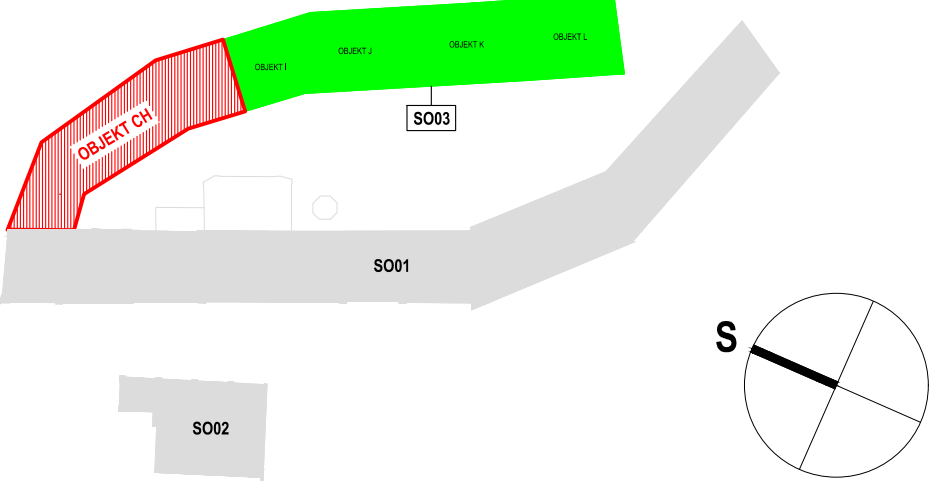 OBJEKT L
OBJEKT K
OBJEKT J
OBJEKT I
SO03
OBJEKT CH
SO01
S
SO02